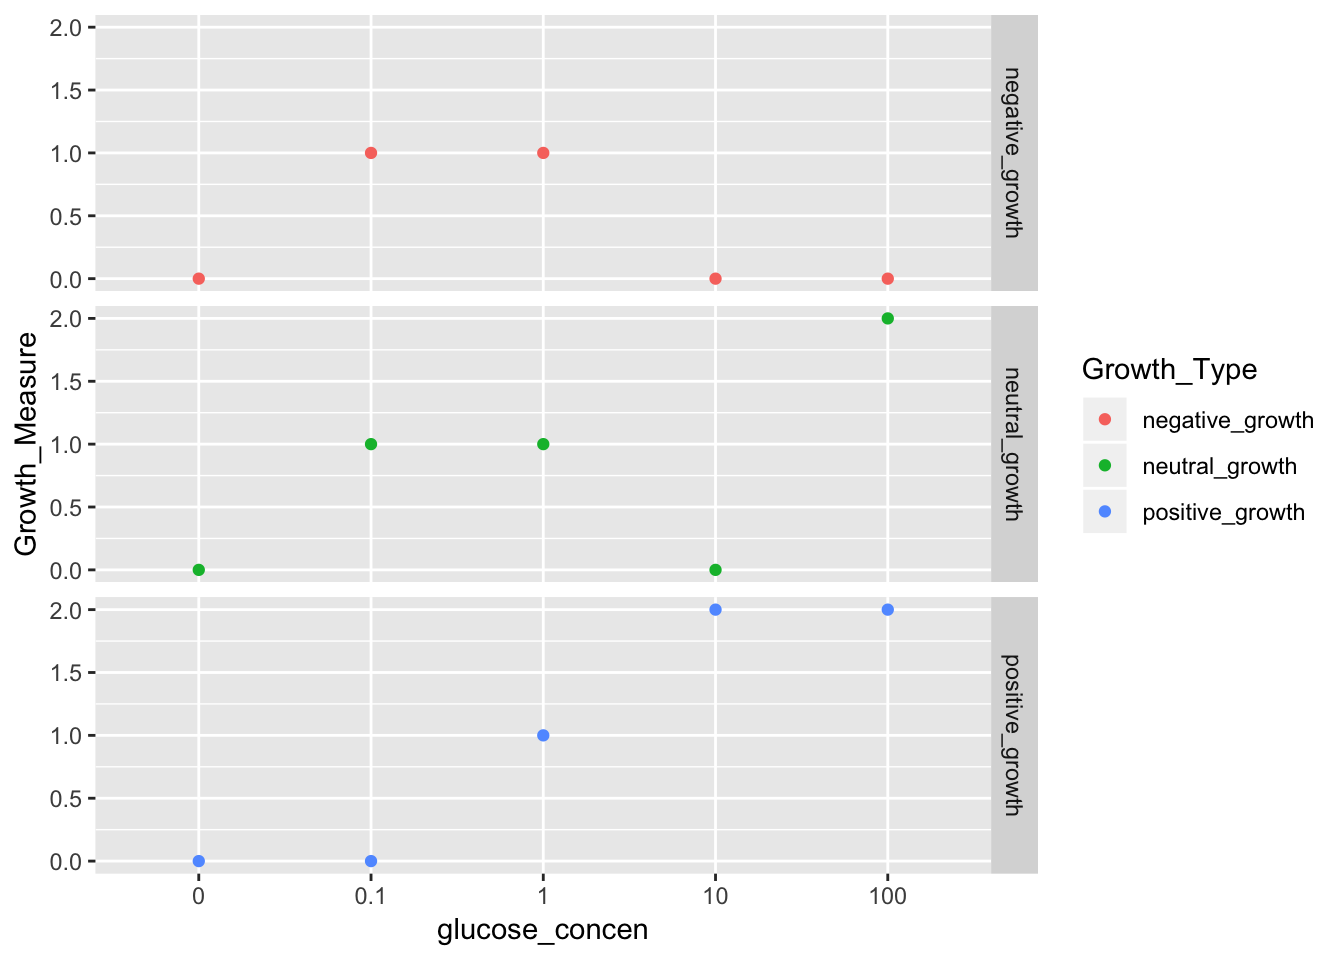 2.0
1.5
1.0
0.5
0.0
negative_growth
2.0
1.5
1.0
0.5
0.0
neutral_growth
2.0
1.5
1.0
0.5
0.0
positive_growth
Growth_Measure
0 0.1 1 10 100
glucose_concen
Growth_Type
negative_growth
neutral_growth
positive_growth